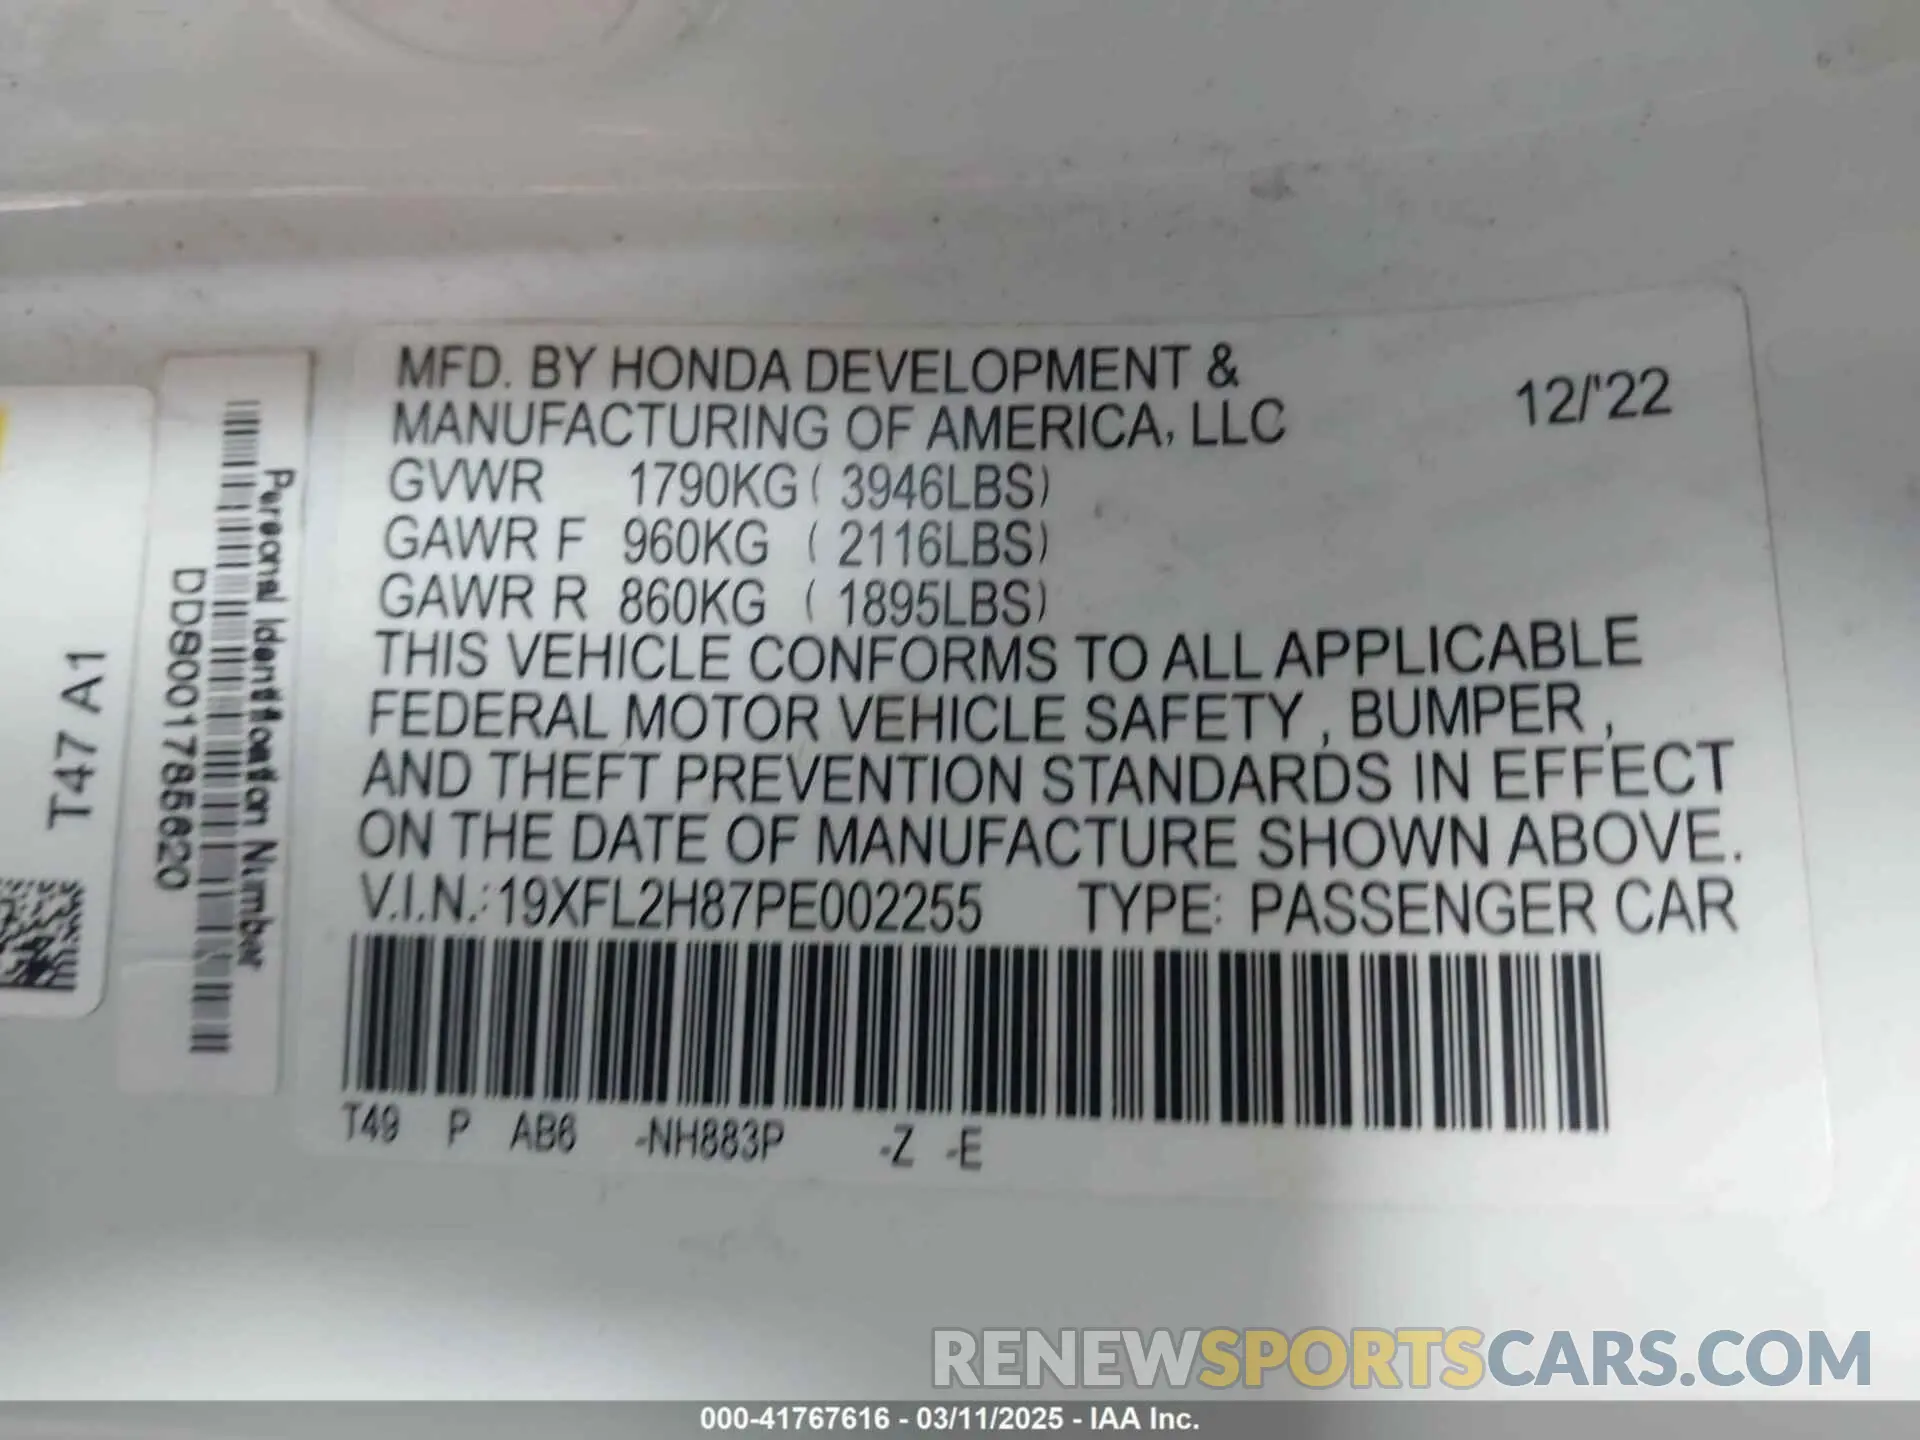 MFD. BY HONDA DEVELOPMENT &
MANUFACTURING OF AMERICA, LLC
12/'22
GVWR 1790KG ( 3946LBS)
GAWR F 960KG ( 2116LBS)
GAWR R 860KG ( 1895LBS)
THIS VEHICLE CONFORMS TO ALL APPLICABLE
FEDERAL MOTOR VEHICLE SAFETY , BUMPER ,
AND THEFT PREVENTION STANDARDS IN EFFECT
ON THE DATE OF MANUFACTURE SHOWN ABOVE.
V.I.N.: 19XFL2H87PE002255 TYPE: PASSENGER CAR
T49 P AB6 -NH883P -Z -E
Personal Identification Number
T47 A1
RENEWSPORTSCARS.COM
000-41767616 - 03/11/2025 - IAA Inc.